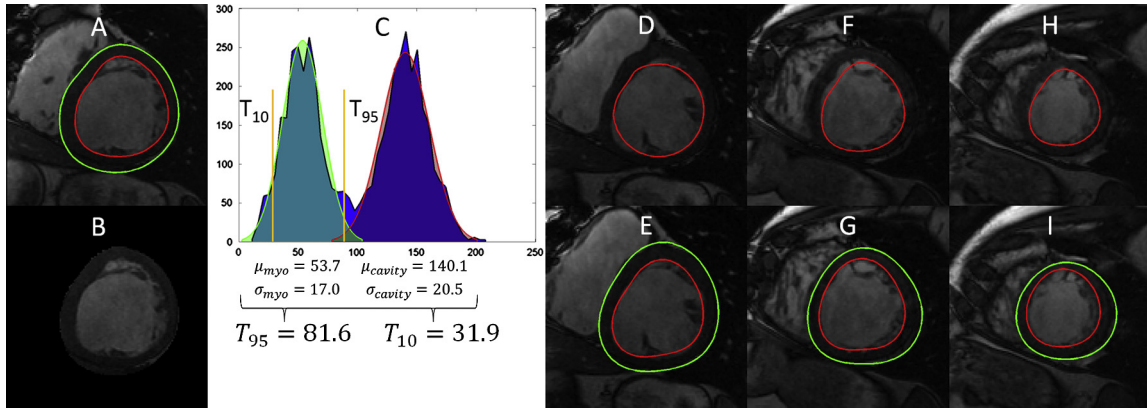 A
C
D
F
H
300
250
200
150
100
50
0
T10
T95
0 50 100 150 200 250
B
μmyo = 53.7 μcavity = 140.1
σmyo = 17.0 σcavity = 20.5
T95 = 81.6 T10 = 31.9
E
G
I